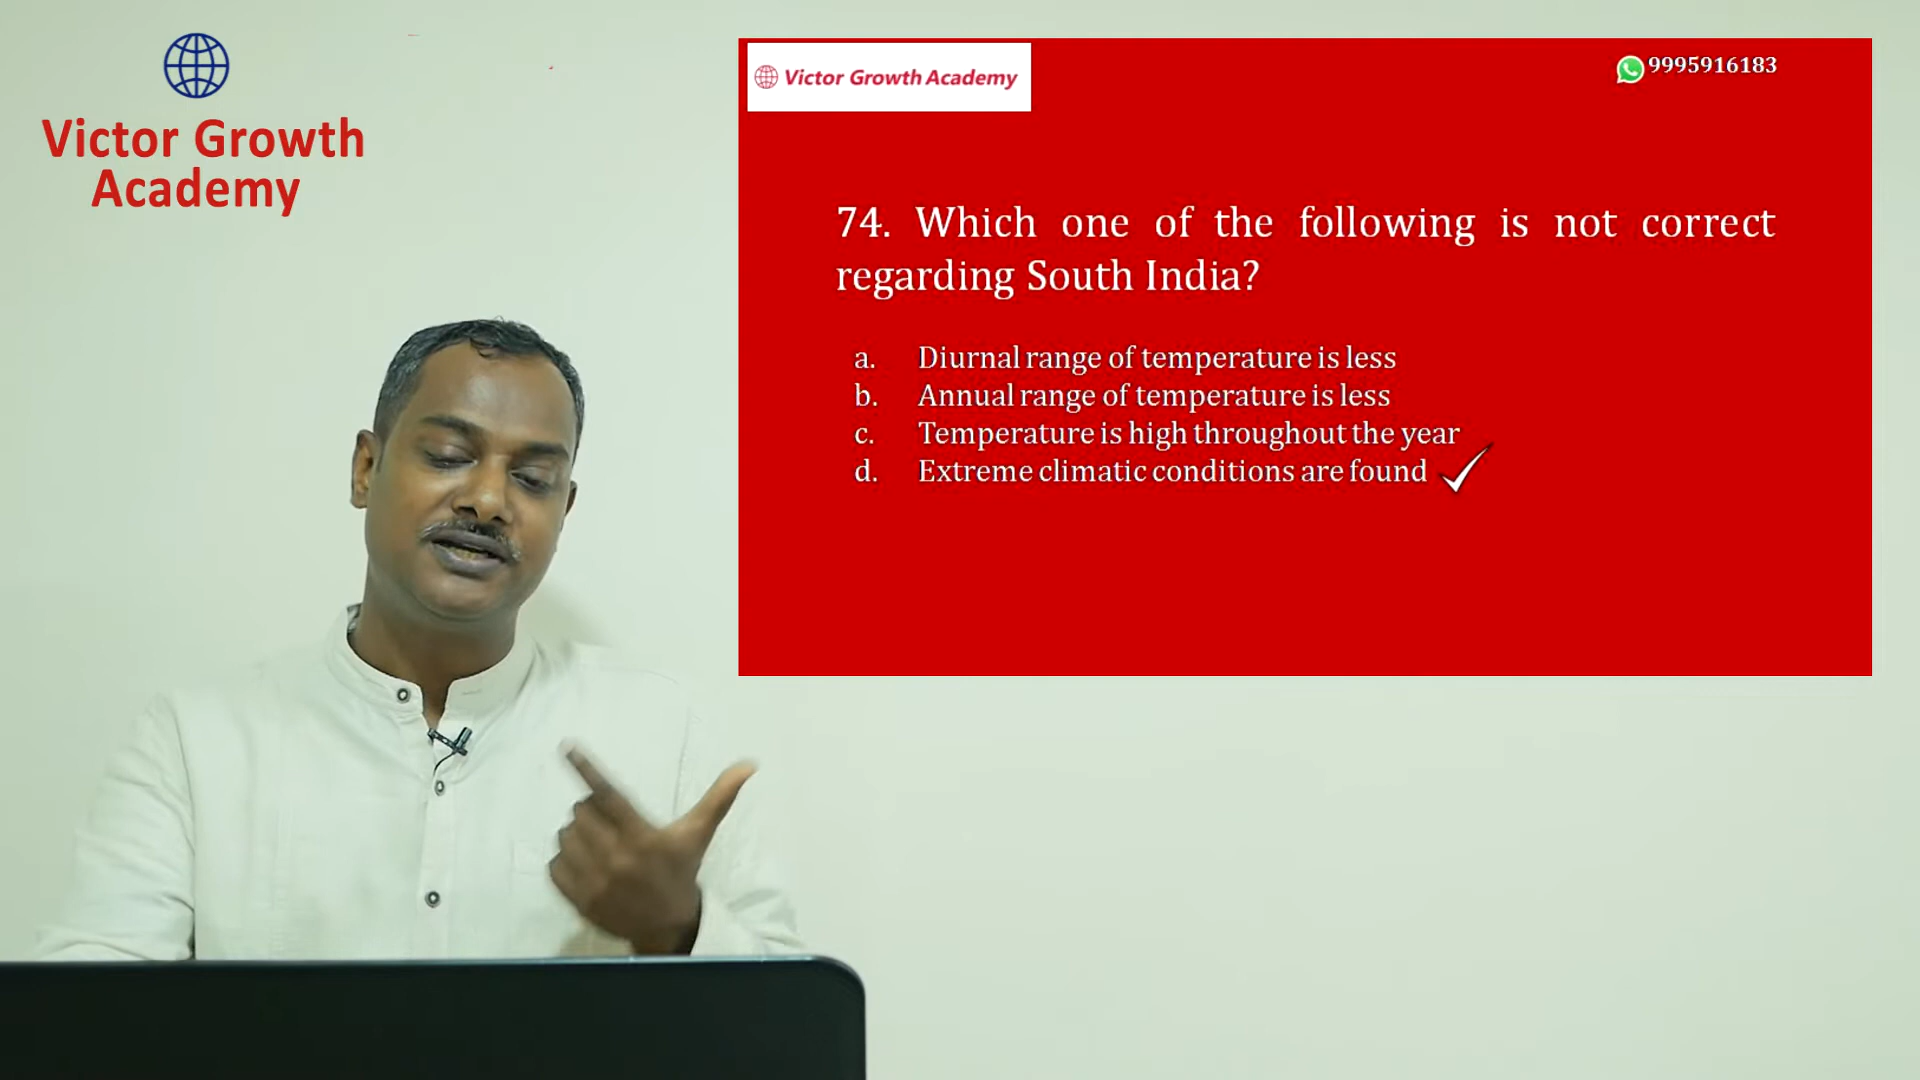 Victor Growth
Academy
Victor Growth Academy
9995916183
74. Which one of the following is not correct
regarding South India?
a. Diurnal range of temperature is less
b. Annual range of temperature is less
c. Temperature is high throughout the year
d. Extreme climatic conditions are found